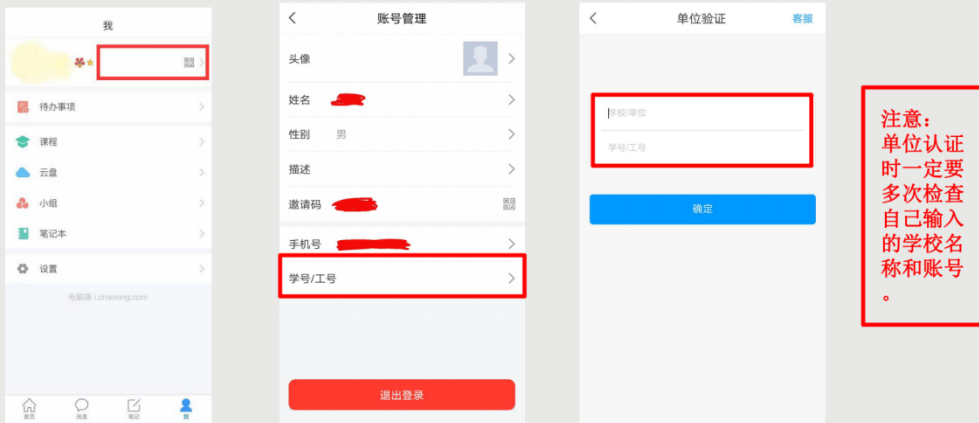 我
待办事项
课程
云盘
小组
笔记本
设置
电脑端 i.chaoxing.com
首页
消息
笔记
我
账号管理
头像
姓名
性别 男
描述
邀请码
手机号
学号/工号
退出登录
单位验证
客服
学校/单位
学号/工号
确定
注意：
单位认证
时一定要
多次检查
自己输入
的学校名
称和账号
。